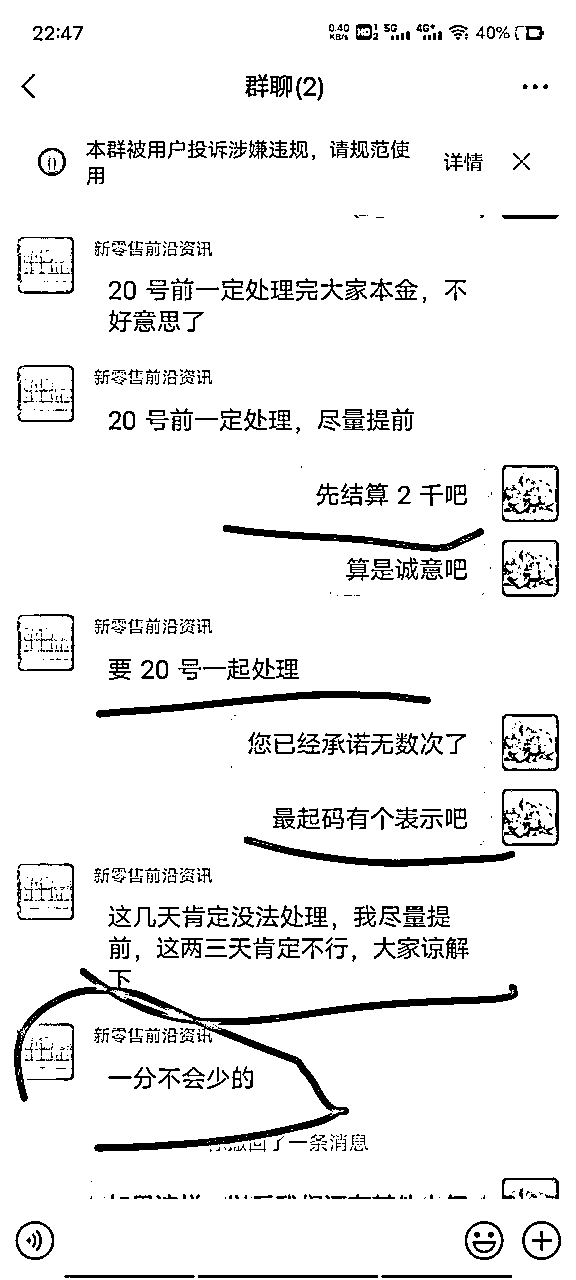 22:47
0.40 KB/S HD 1 2 5G 4G+ 40%
群聊(2)
本群被用户投诉涉嫌违规，请规范使
用
详情
新零售前沿资讯
20 号前一定处理完大家本金，不
好意思了
新零售前沿资讯
20 号前一定处理，尽量提前
先结算 2 千吧
算是诚意吧
新零售前沿资讯
要 20 号一起处理
您已经承诺无数次了
最起码有个表示吧
新零售前沿资讯
这几天肯定没法处理，我尽量提
前，这两三天肯定不行，大家谅解
下
新零售前沿资讯
一分不会少的
你撤回了一条消息